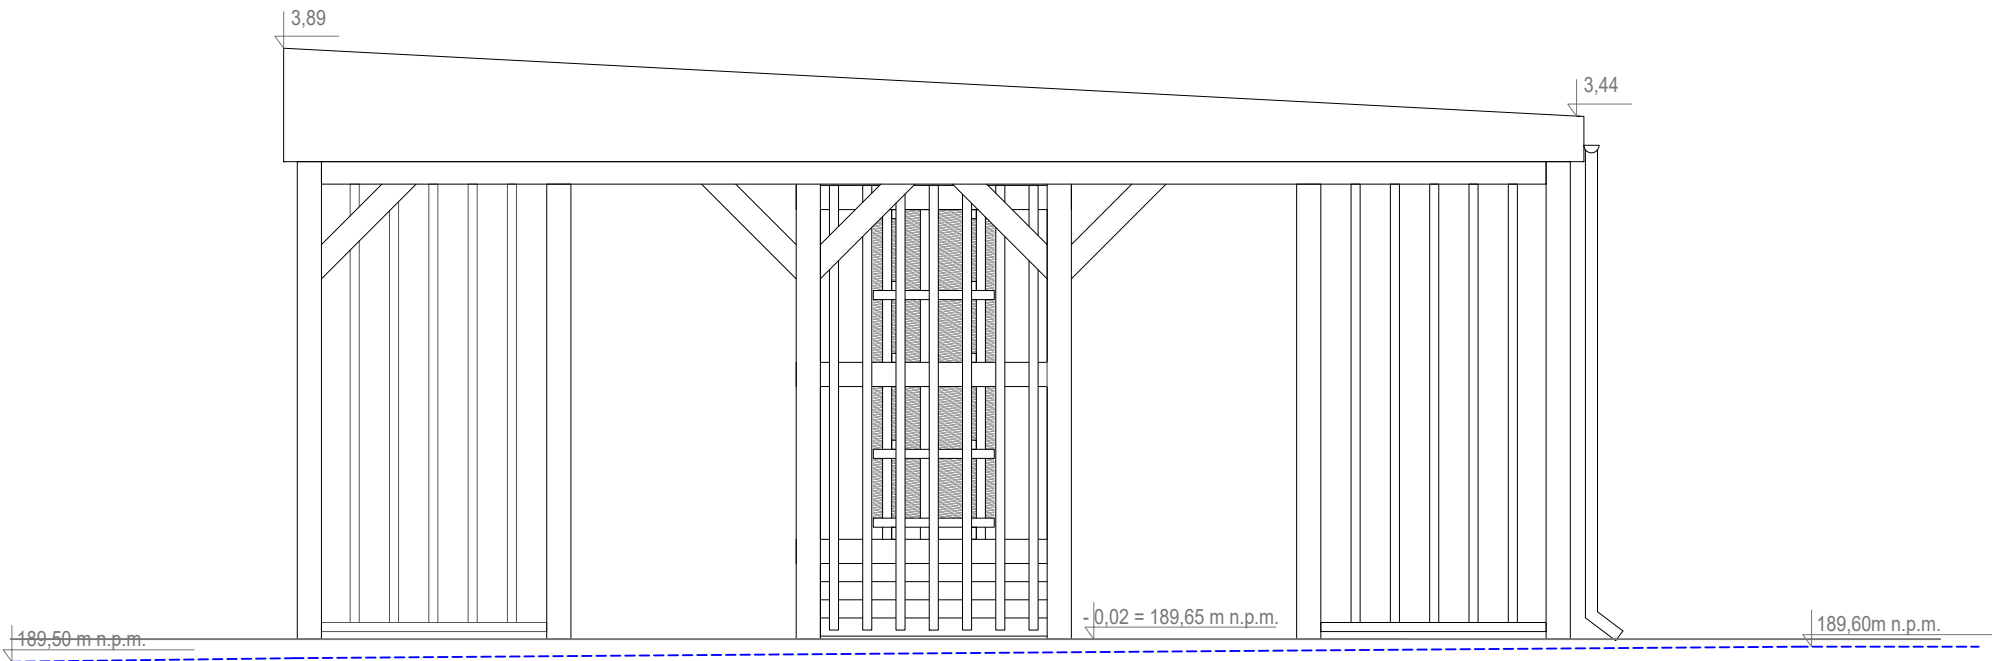 3,89
3,44
- 0,02 = 189,65 m n.p.m.
189,60m n.p.m.
189,50 m n.p.m.